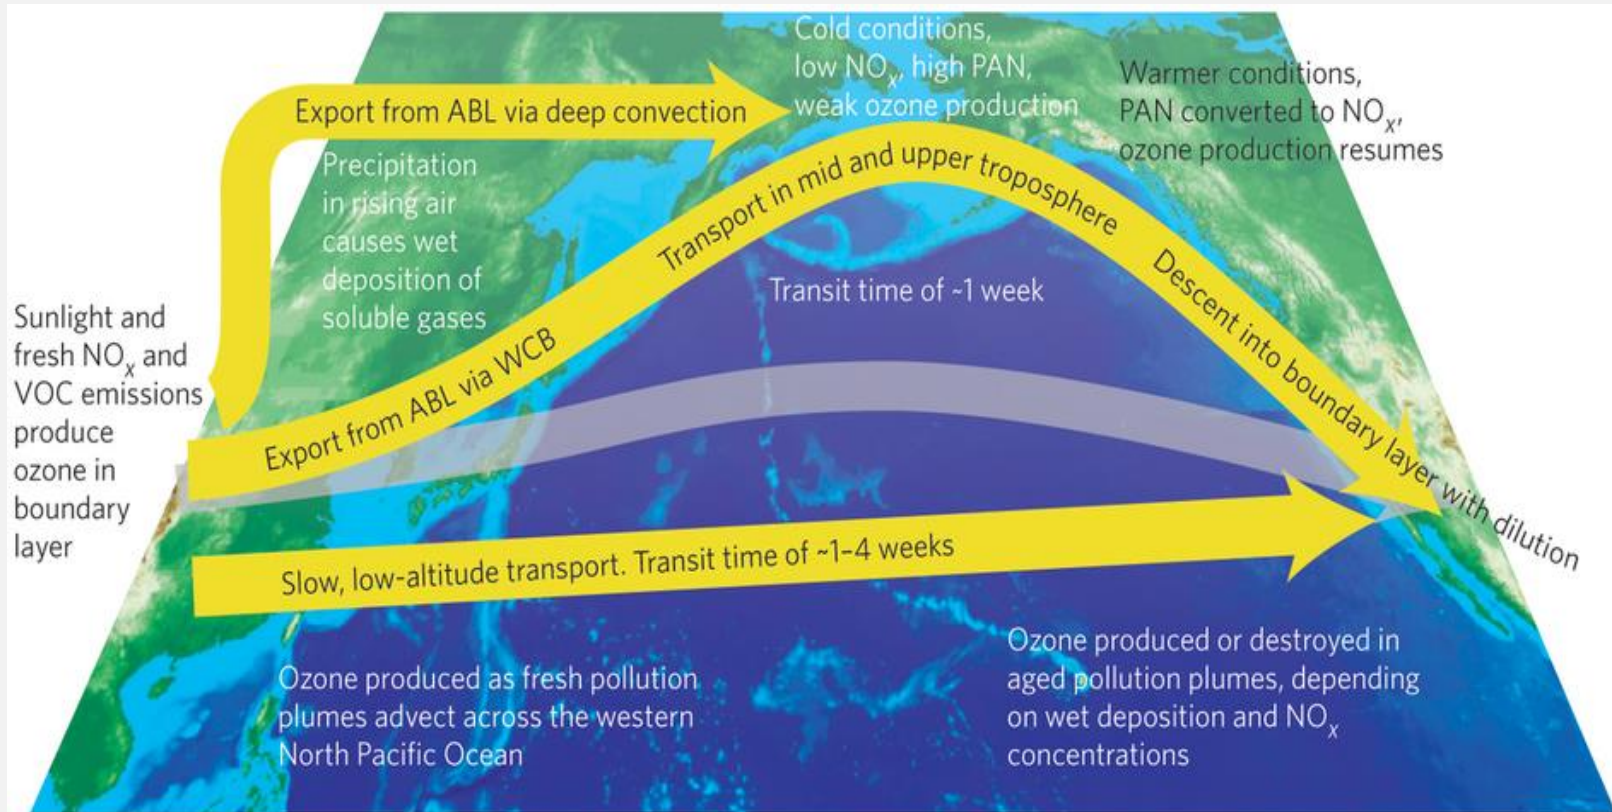 Cold conditions,
low NOx, high PAN,
weak ozone production
Warmer conditions,
PAN converted to NOx,
ozone production resumes
Export from ABL via deep convection
Precipitation
in rising air
causes wet
deposition of
soluble gases
Transport in mid and upper troposphere
Descent into boundary layer with dilution
Transit time of ~1 week
Sunlight and
fresh NOx and
VOC emissions
produce
ozone in
boundary
layer
Export from ABL via WCB
Slow, low-altitude transport. Transit time of ~1–4 weeks
Ozone produced as fresh pollution
plumes advect across the western
North Pacific Ocean
Ozone produced or destroyed in
aged pollution plumes, depending
on wet deposition and NOx
concentrations